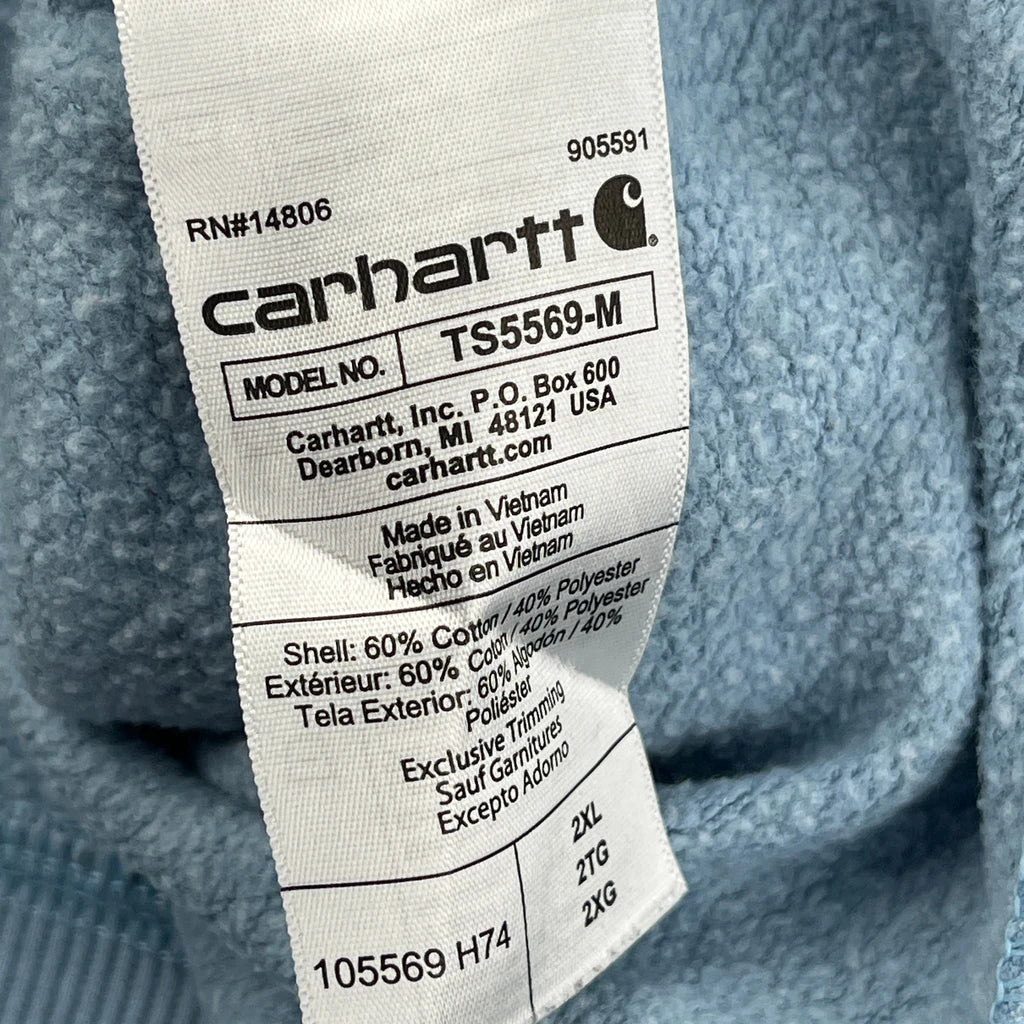 905591
RN#14806
carhartt
MODEL NO. TS5569-M
Carhartt, Inc. P.O. Box 600
Dearborn, MI 48121 USA
carhartt.com
Made in Vietnam
Fabriqué au Vietnam
Hecho en Vietnam
Shell: 60% Cotton / 40% Polyester
Extérieur: 60% Coton / 40% Polyester
Tela Exterior: 60% Algodón / 40%
Poliéster
Exclusive Trimming
Sauf Garnitures
Excepto Adorno
2XL
2TG
2XG
105569 H74